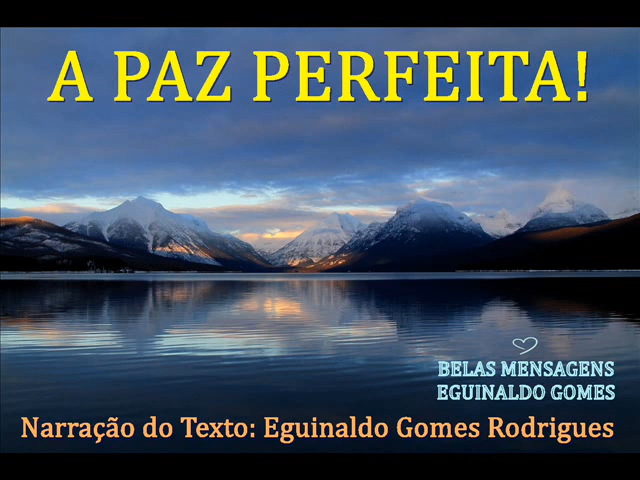 A PAZ PERFEITA!
BELAS MENSAGENS
EGUINALDO GOMES
Narração do Texto: Eguinaldo Gomes Rodrigues